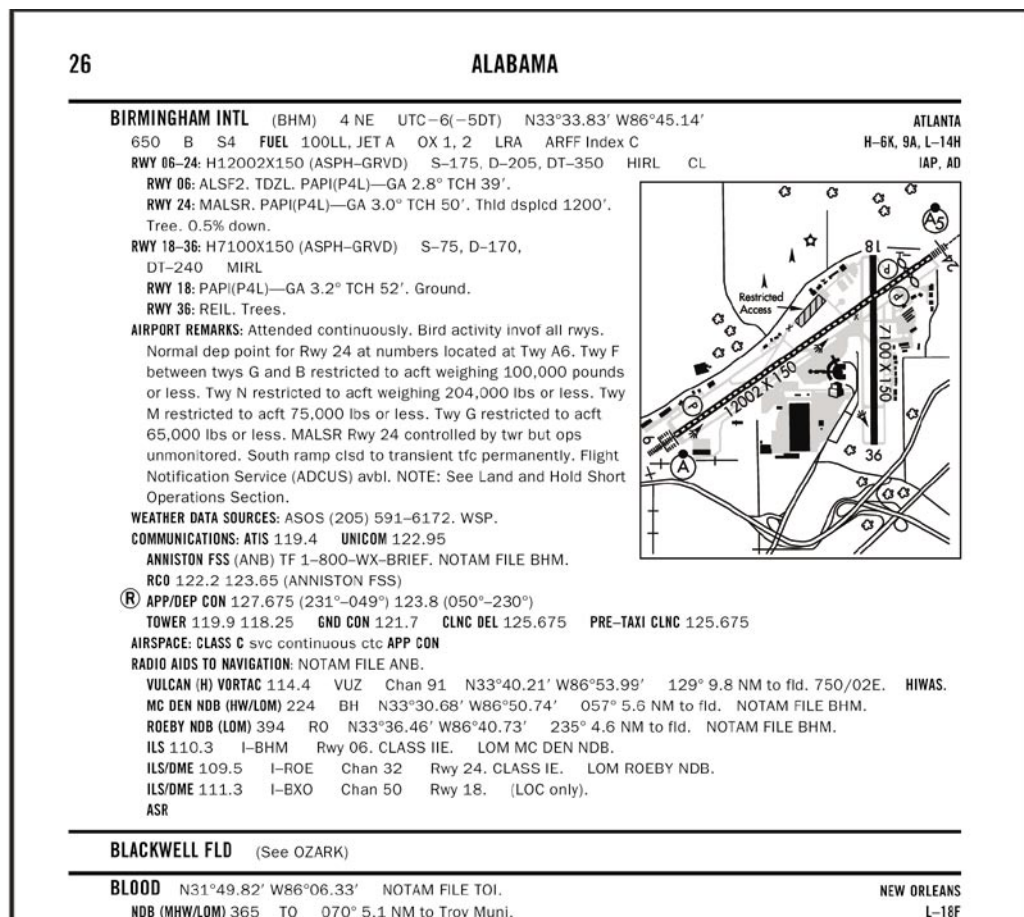 26
ALABAMA
BIRMINGHAM INTL (BHM) 4 NE UTC–6(–5DT) N33°33.83′ W86°45.14′ ATLANTA
650 B S4 FUEL 100LL, JET A OX 1, 2 LRA ARFF Index C H–6K, 9A, L–14H
RWY 06–24: H12002X150 (ASPH–GRVD) S–175, D–205, DT–350 HIRL CL IAP, AD
RWY 06: ALSF2. TDZL. PAPI(P4L)—GA 2.8° TCH 39′.
RWY 24: MALSR. PAPI(P4L)—GA 3.0° TCH 50′. Thld dsplcd 1200′.
Tree. 0.5% down.
RWY 18–36: H7100X150 (ASPH–GRVD) S–75, D–170,
DT–240 MIRL
RWY 18: PAPI(P4L)—GA 3.2° TCH 52′. Ground.
RWY 36: REIL. Trees.
AIRPORT REMARKS: Attended continuously. Bird activity invof all rwys.
Normal dep point for Rwy 24 at numbers located at Twy A6. Twy F
between twys G and B restricted to acft weighing 100,000 pounds
or less. Twy N restricted to acft weighing 204,000 lbs or less. Twy
M restricted to acft 75,000 lbs or less. Twy G restricted to acft
65,000 lbs or less. MALSR Rwy 24 controlled by twr but ops
unmonitored. South ramp clsd to transient tfc permanently. Flight
Notification Service (ADCUS) avbl. NOTE: See Land and Hold Short
Operations Section.
WEATHER DATA SOURCES: ASOS (205) 591–6172. WSP.
COMMUNICATIONS: ATIS 119.4 UNICOM 122.95
ANNISTON FSS (ANB) TF 1–800–WX–BRIEF. NOTAM FILE BHM.
RCO 122.2 123.65 (ANNISTON FSS)
Ⓡ APP/DEP CON 127.675 (231°–049°) 123.8 (050°–230°)
TOWER 119.9 118.25 GND CON 121.7 CLNC DEL 125.675 PRE–TAXI CLNC 125.675
AIRSPACE: CLASS C svc continuous ctc APP CON
RADIO AIDS TO NAVIGATION: NOTAM FILE ANB.
VULCAN (H) VORTAC 114.4 VUZ Chan 91 N33°40.21′ W86°53.99′ 129° 9.8 NM to fld. 750/02E. HIWAS.
MC DEN NDB (HW/LOM) 224 BH N33°30.68′ W86°50.74′ 057° 5.6 NM to fld. NOTAM FILE BHM.
ROEBY NDB (LOM) 394 RO N33°36.46′ W86°40.73′ 235° 4.6 NM to fld. NOTAM FILE BHM.
ILS 110.3 I–BHM Rwy 06. CLASS IIE. LOM MC DEN NDB.
ILS/DME 109.5 I–ROE Chan 32 Rwy 24. CLASS IE. LOM ROEBY NDB.
ILS/DME 111.3 I–BXO Chan 50 Rwy 18. (LOC only).
ASR
A5
18
24
P
P
Restricted
Access
7100 X 150
12002 X 150
P
6
A
36
BLACKWELL FLD (See OZARK)
BLOOD N31°49.82′ W86°06.33′ NOTAM FILE TOI. NEW ORLEANS
NDB (MHW/LOM) 365 TO 070° 5.1 NM to Troy Muni. L–18F